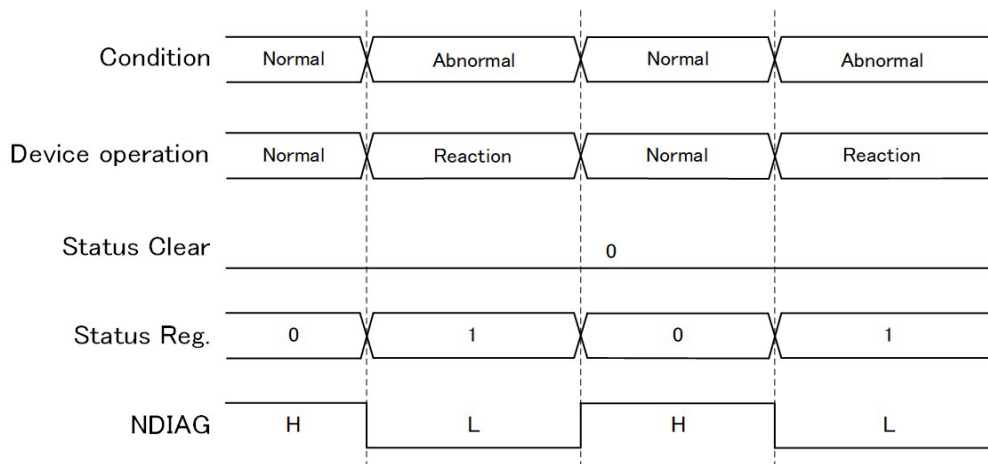 Condition Normal Abnormal Normal Abnormal
Device operation Normal Reaction Normal Reaction
Status Clear 0
Status Reg. 0 1 0 1
NDIAG H L H L